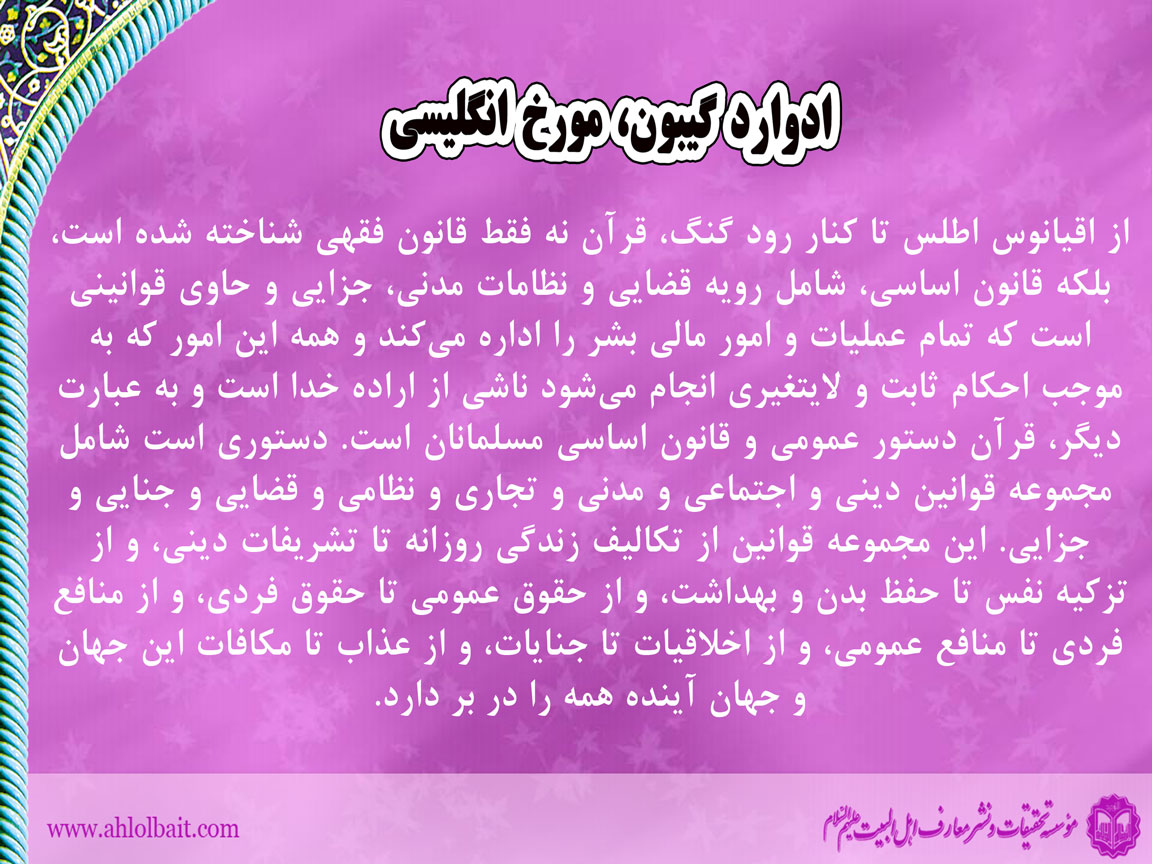 ادوارد گیبون، مورخ انگلیسی
از اقیانوس اطلس تا کنار رود گنگ، قرآن نه فقط قانون فقهی شناخته شده است،
بلکه قانون اساسی، شامل رویه قضایی و نظامات مدنی، جزایی و حاوی قوانینی
است که تمام عملیات و امور مالی بشر را اداره می‌کند و همه این امور که به
موجب احکام ثابت و لایتغیری انجام می‌شود ناشی از اراده خدا است و به عبارت
دیگر، قرآن دستور عمومی و قانون اساسی مسلمانان است. دستوری است شامل
مجموعه قوانین دینی و اجتماعی و مدنی و تجاری و نظامی و قضایی و جنایی و
جزایی. این مجموعه قوانین از تکالیف زندگی روزانه تا تشریفات دینی، و از
تزکیه نفس تا حفظ بدن و بهداشت، و از حقوق عمومی تا حقوق فردی، و از منافع
فردی تا منافع عمومی، و از اخلاقیات تا جنایات، و از عذاب تا مکافات این جهان
و جهان آینده همه را در بر دارد.
مؤسسه تحقیقات و نشر معارف اهل البیت علیهم السلام
www.ahlolbait.com